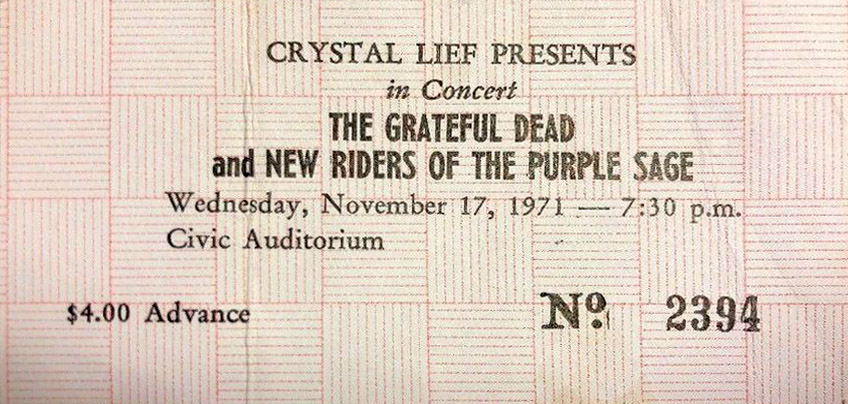 CRYSTAL LIEF PRESENTS
in Concert
THE GRATEFUL DEAD
and NEW RIDERS OF THE PURPLE SAGE
Wednesday, November 17, 1971 — 7:30 p.m.
Civic Auditorium
$4.00 Advance No. 2394